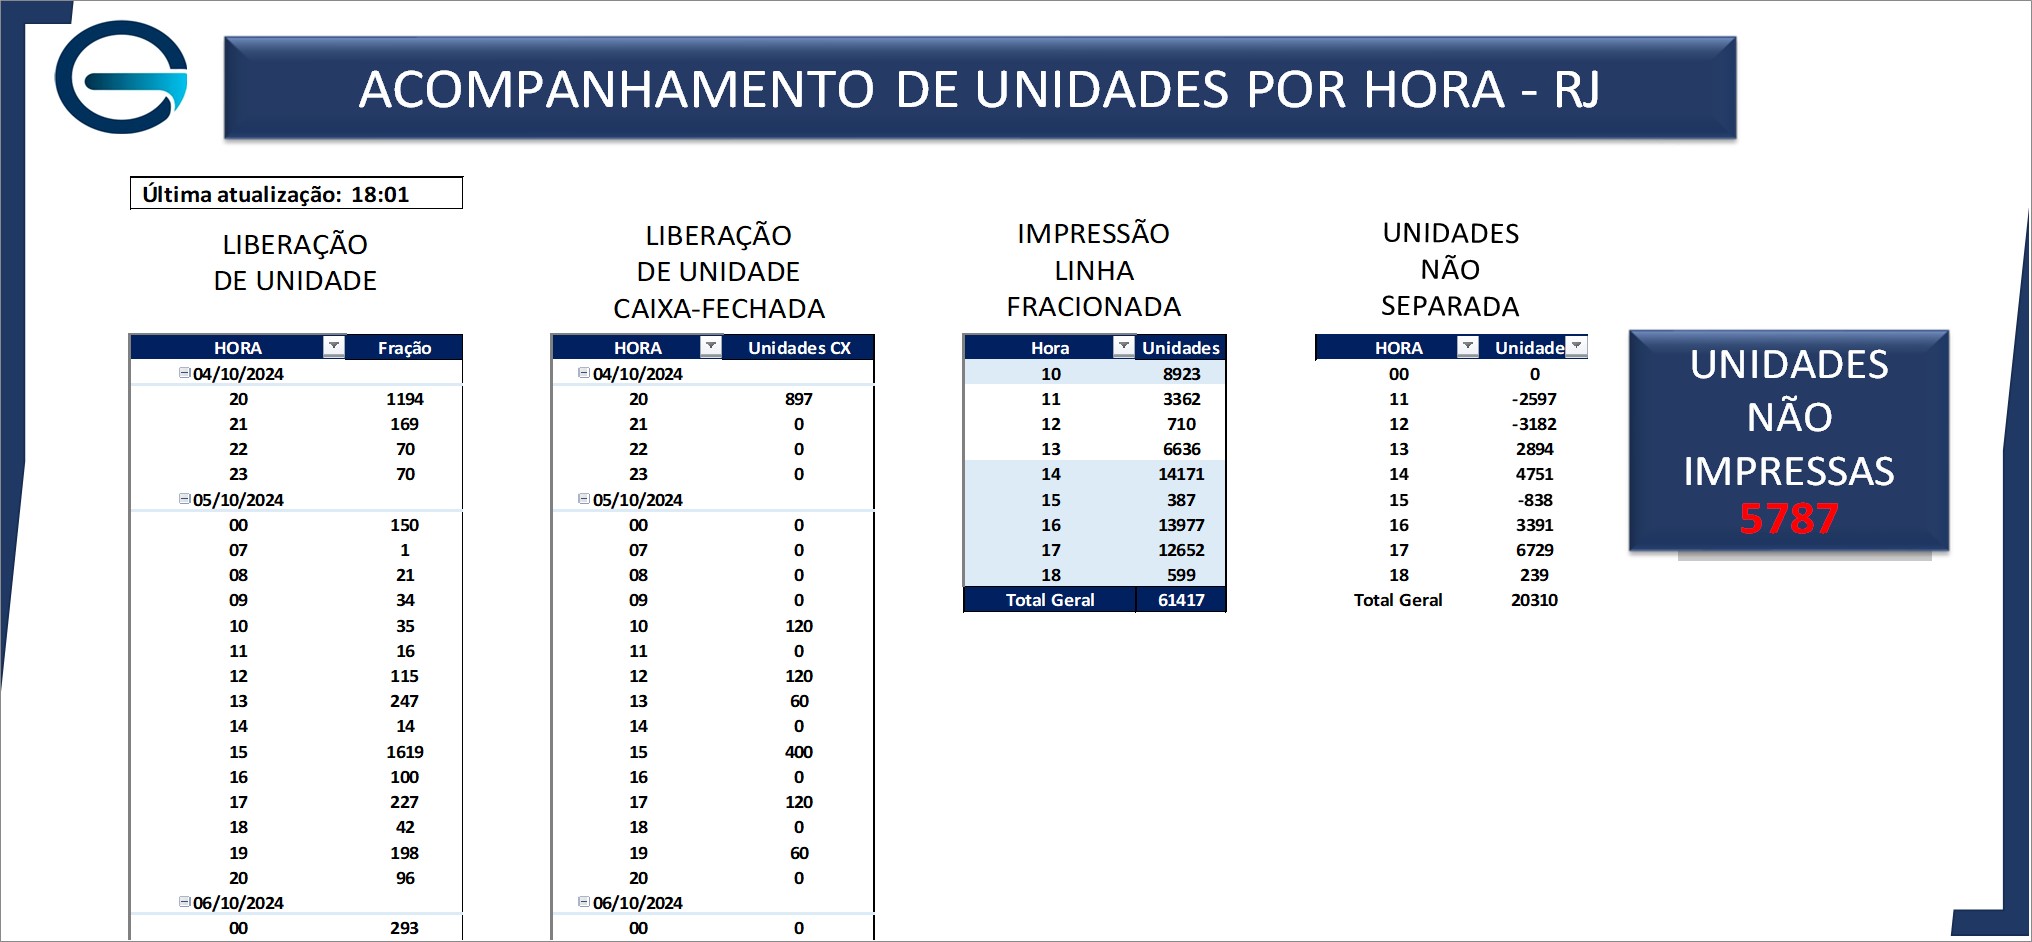 ACOMPANHAMENTO DE UNIDADES POR HORA - RJ
Última atualização: 18:01
LIBERAÇÃO
DE UNIDADE
HORA Fração
04/10/2024
20 1194
21 169
22 70
23 70
05/10/2024
00 150
07 1
08 21
09 34
10 35
11 16
12 115
13 247
14 14
15 1619
16 100
17 227
18 42
19 198
20 96
06/10/2024
00 293
LIBERAÇÃO
DE UNIDADE
CAIXA-FECHADA
HORA Unidades CX
04/10/2024
20 897
21 0
22 0
23 0
05/10/2024
00 0
07 0
08 0
09 0
10 120
11 0
12 120
13 60
14 0
15 400
16 0
17 120
18 0
19 60
20 0
06/10/2024
00 0
IMPRESSÃO
LINHA
FRACIONADA
Hora Unidades
10 8923
11 3362
12 710
13 6636
14 14171
15 387
16 13977
17 12652
18 599
Total Geral 61417
UNIDADES
NÃO
SEPARADA
HORA Unidade
00 0
11 -2597
12 -3182
13 2894
14 4751
15 -838
16 3391
17 6729
18 239
Total Geral 20310
UNIDADES
NÃO
IMPRESSAS
5787